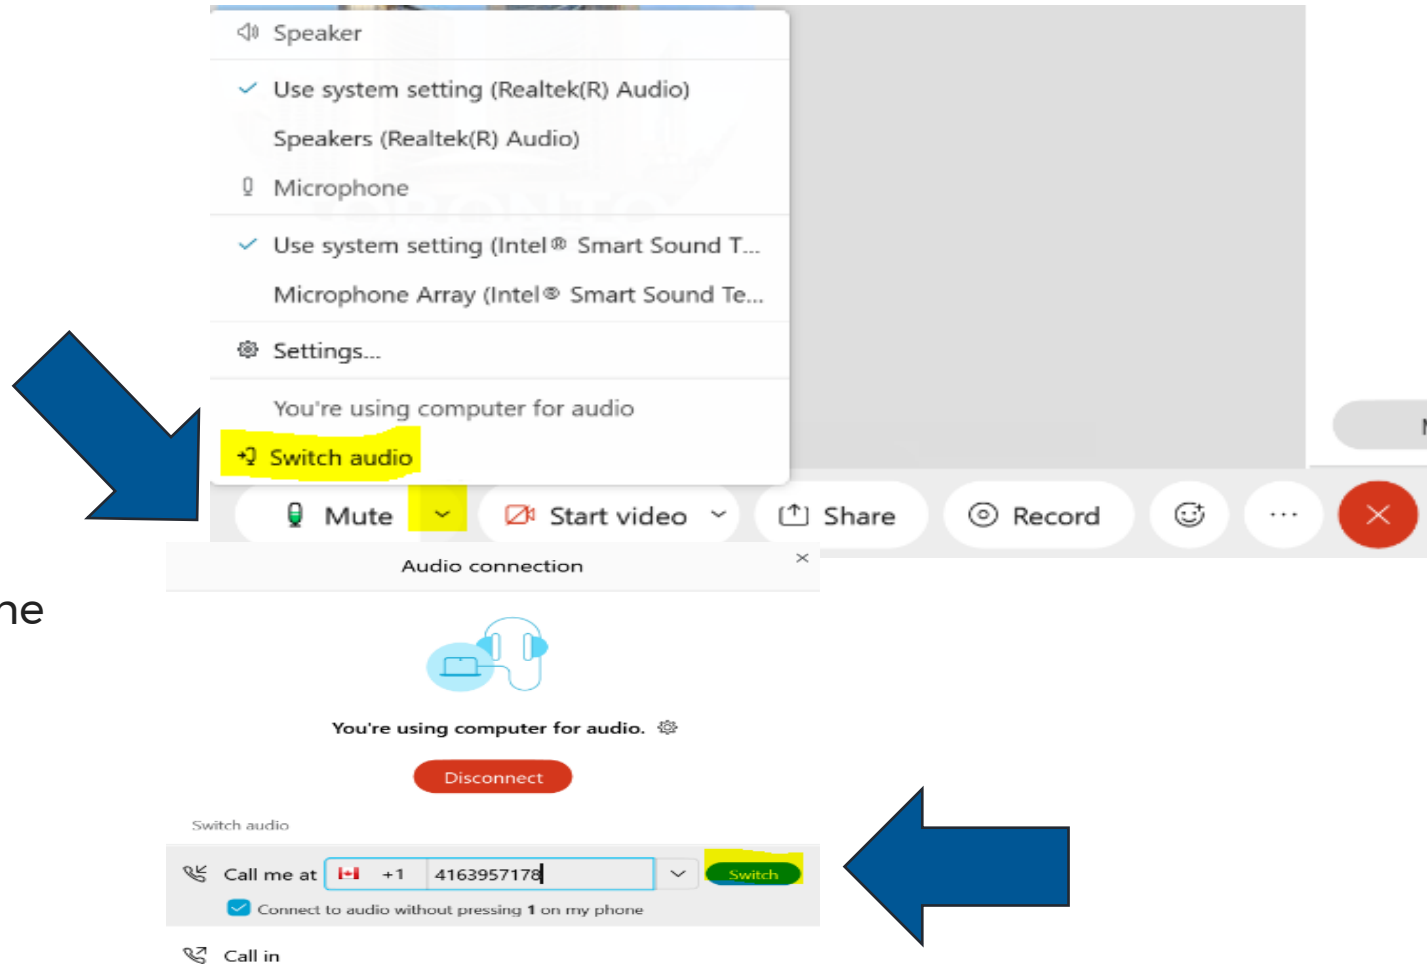 Speaker
Use system setting (Realtek(R) Audio)
Speakers (Realtek(R) Audio)
Microphone
Use system setting (Intel® Smart Sound T...
Microphone Array (Intel® Smart Sound Te...
Settings...
You're using computer for audio
Switch audio
Mute Start video Share Record ...
Audio connection
You're using computer for audio.
Disconnect
Switch audio
Call me at +1 4163957178 Switch
Connect to audio without pressing 1 on my phone
Call in